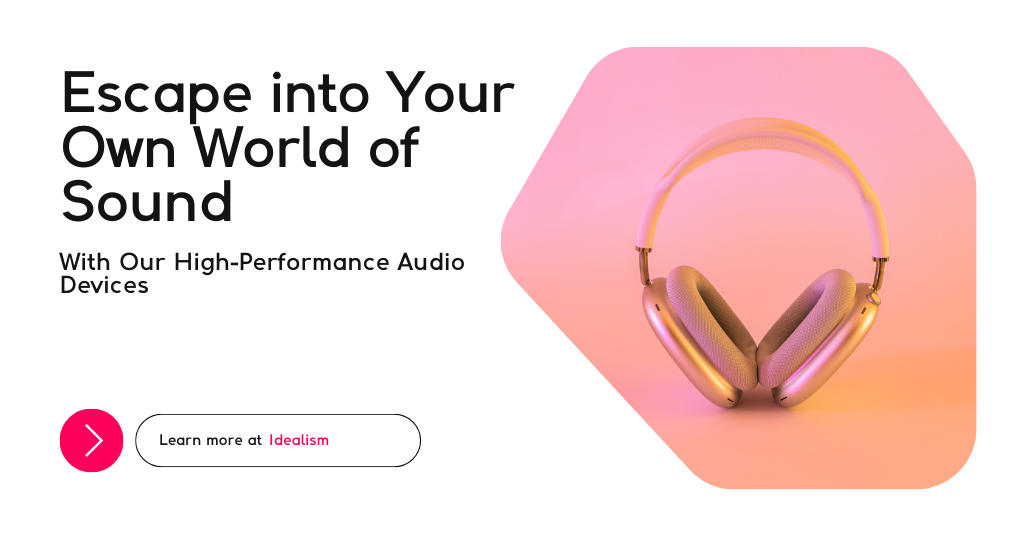 Escape into Your
Own World of
Sound
With Our High-Performance Audio
Devices
Learn more at Idealism